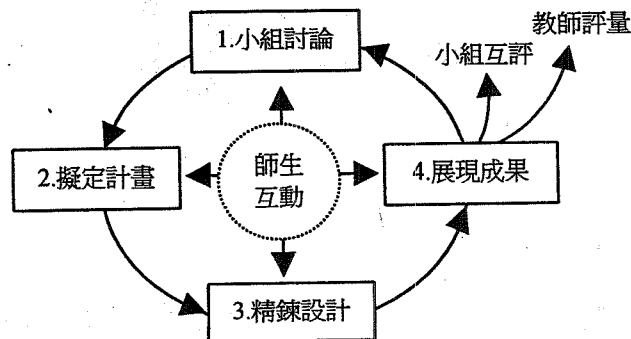 教師評量
1.小組討論
小組互評
2.擬定計畫
師生
互動
4.展現成果
3.精鍊設計